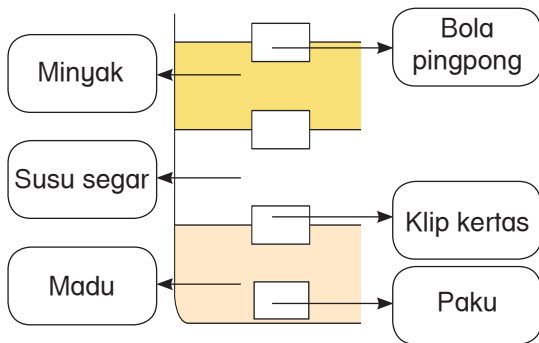 Bola
pingpong
Minyak
Susu segar
Klip kertas
Madu
Paku